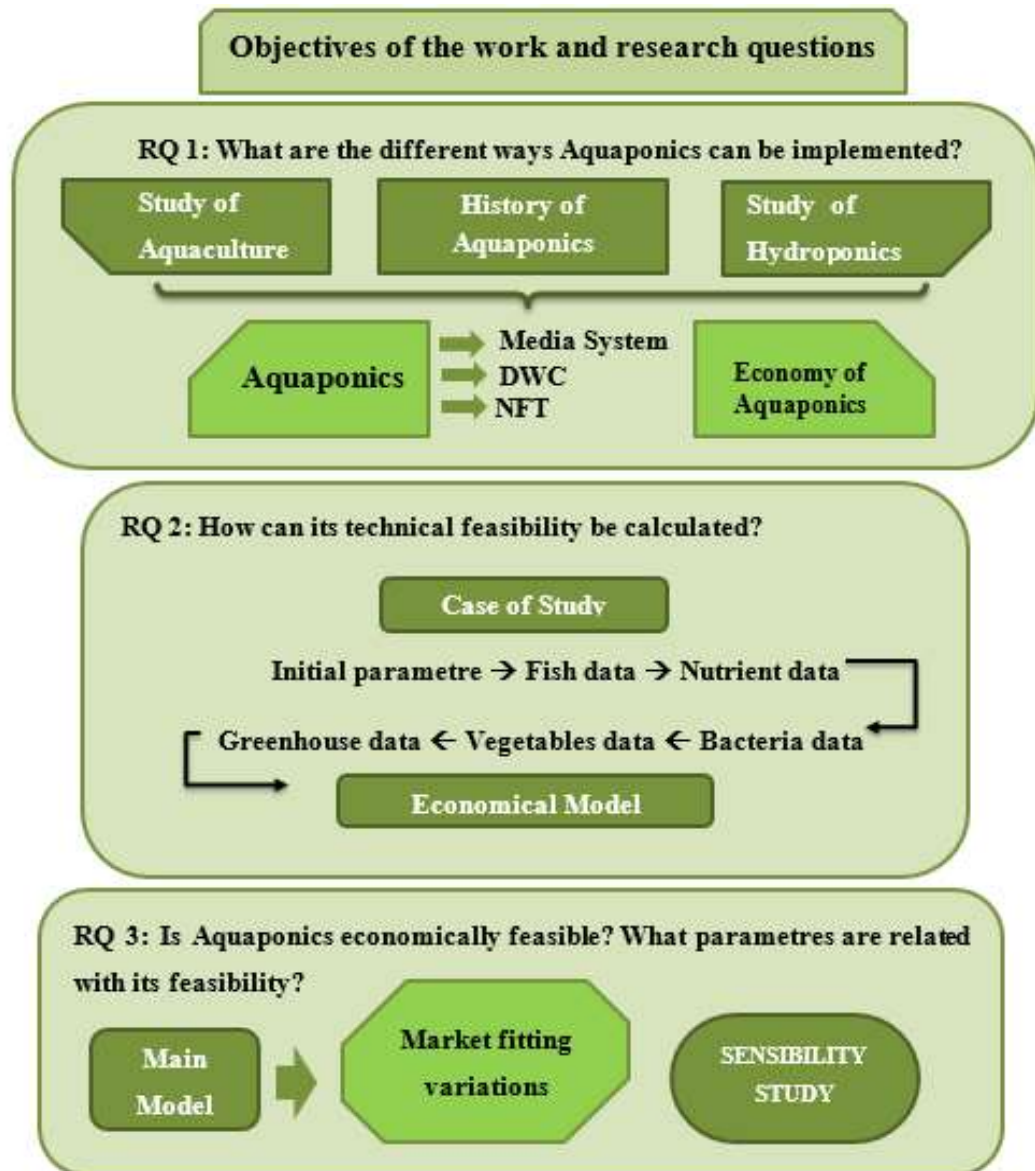 Objectives of the work and research questions
RQ 1: What are the different ways Aquaponics can be implemented?
Study of
Aquaculture
History of
Aquaponics
Study of
Hydroponics
Aquaponics
Media System
DWC
NFT
Economy of
Aquaponics
RQ 2: How can its technical feasibility be calculated?
Case of Study
Initial parametre → Fish data → Nutrient data
Greenhouse data ← Vegetables data ← Bacteria data
Economical Model
RQ 3: Is Aquaponics economically feasible? What parametres are related
with its feasibility?
Main
Model
Market fitting
variations
SENSIBILITY
STUDY